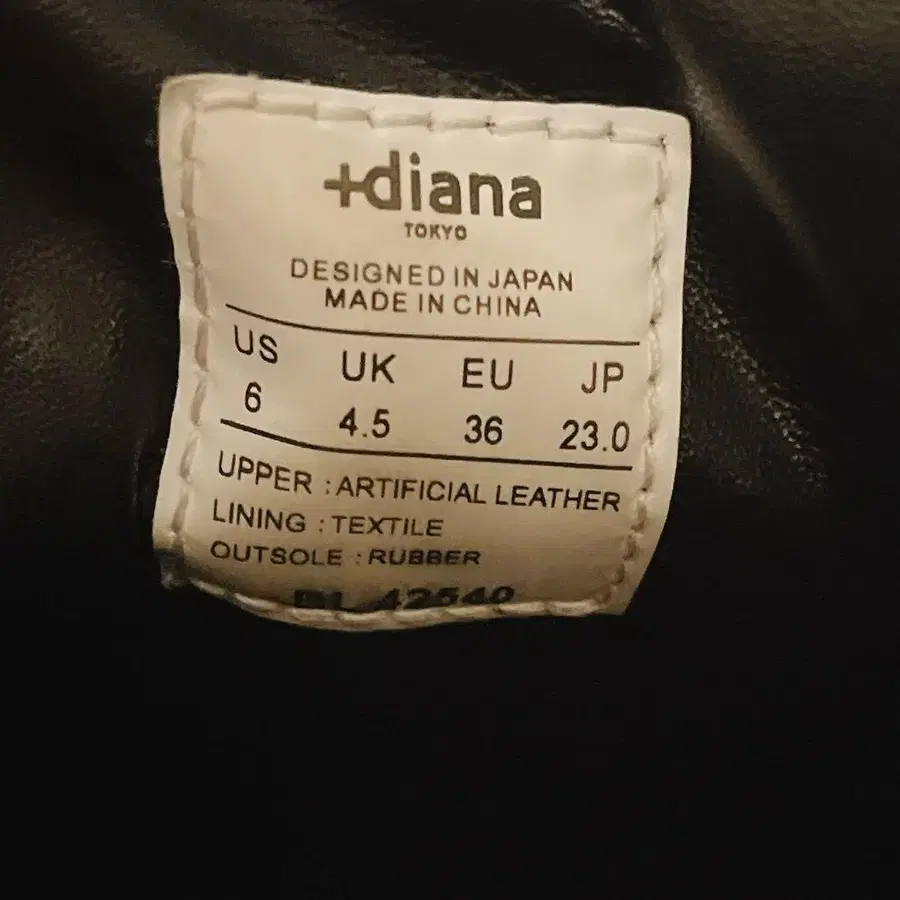 +diana
TOKYO
DESIGNED IN JAPAN
MADE IN CHINA
US UK EU JP
6 4.5 36 23.0
UPPER : ARTIFICIAL LEATHER
LINING : TEXTILE
OUTSOLE : RUBBER
42540